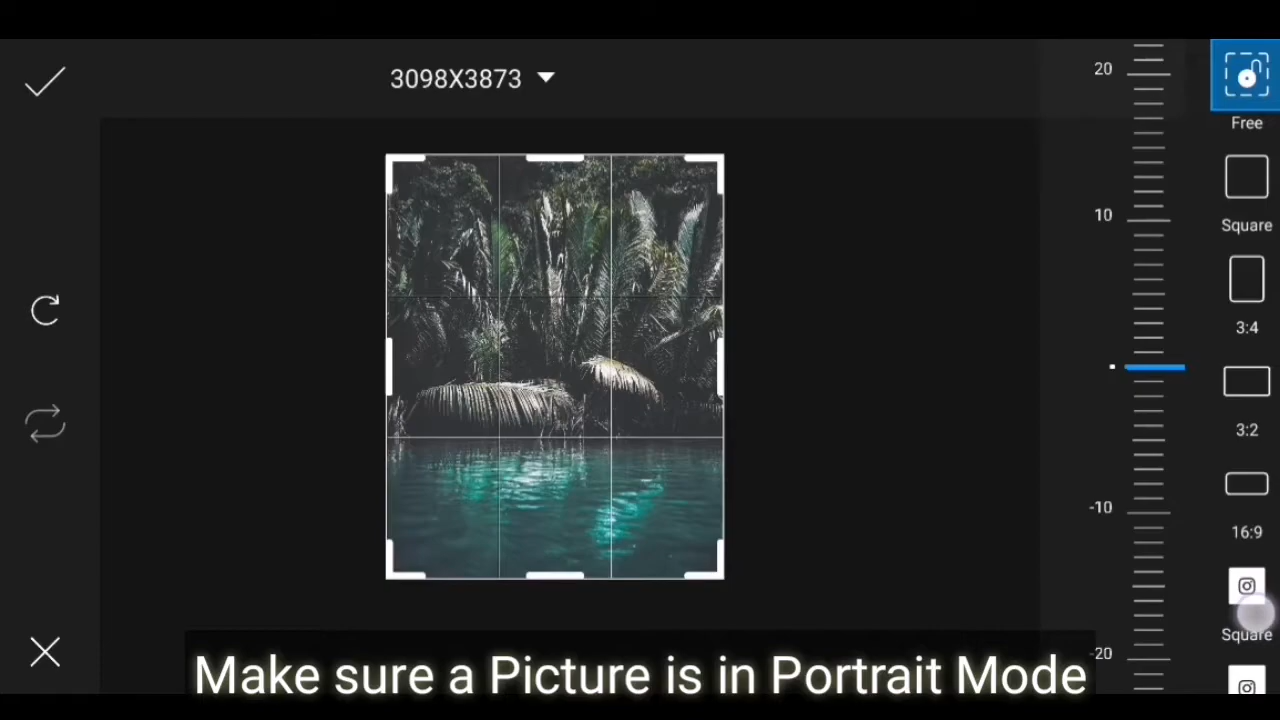 3098X3873
20
10
-10
-20
Free
Square
3:4
3:2
16:9
Square
Make sure a Picture is in Portrait Mode